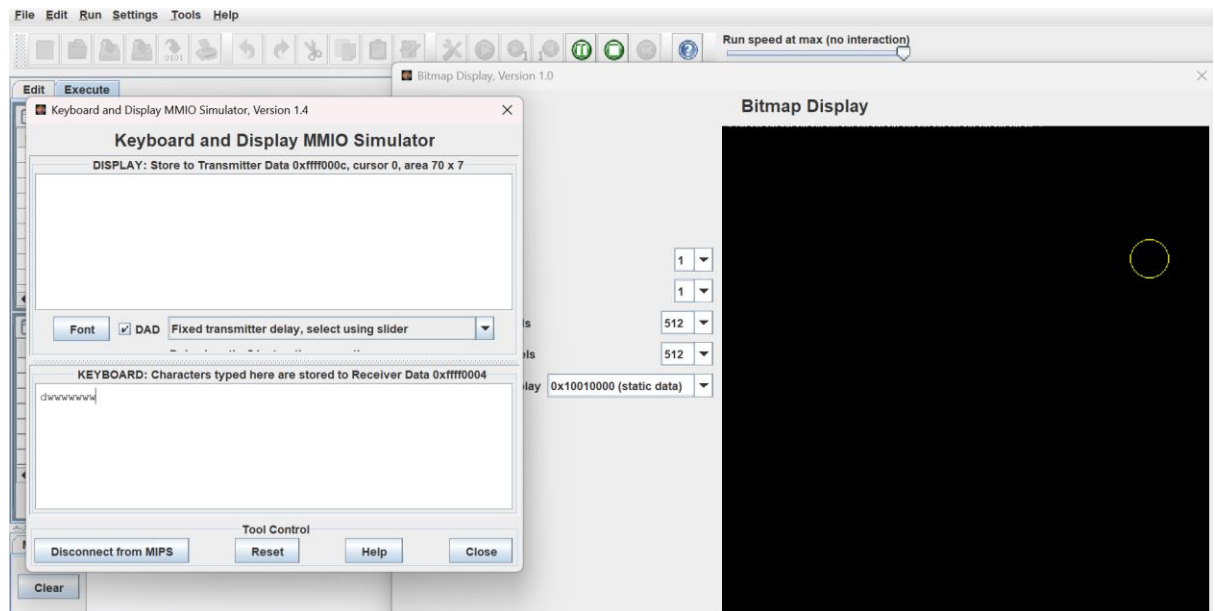 File Edit Run Settings Tools Help
Run speed at max (no interaction)
Edit Execute
Bitmap Display, Version 1.0
Keyboard and Display MMIO Simulator, Version 1.4
Bitmap Display
Keyboard and Display MMIO Simulator
DISPLAY: Store to Transmitter Data 0xffff000c, cursor 0, area 70 x 7
1
1
Font DAD Fixed transmitter delay, select using slider
512
512
KEYBOARD: Characters typed here are stored to Receiver Data 0xffff0004
0x10010000 (static data)
dwwwwwww
Tool Control
Disconnect from MIPS Reset Help Close
Clear